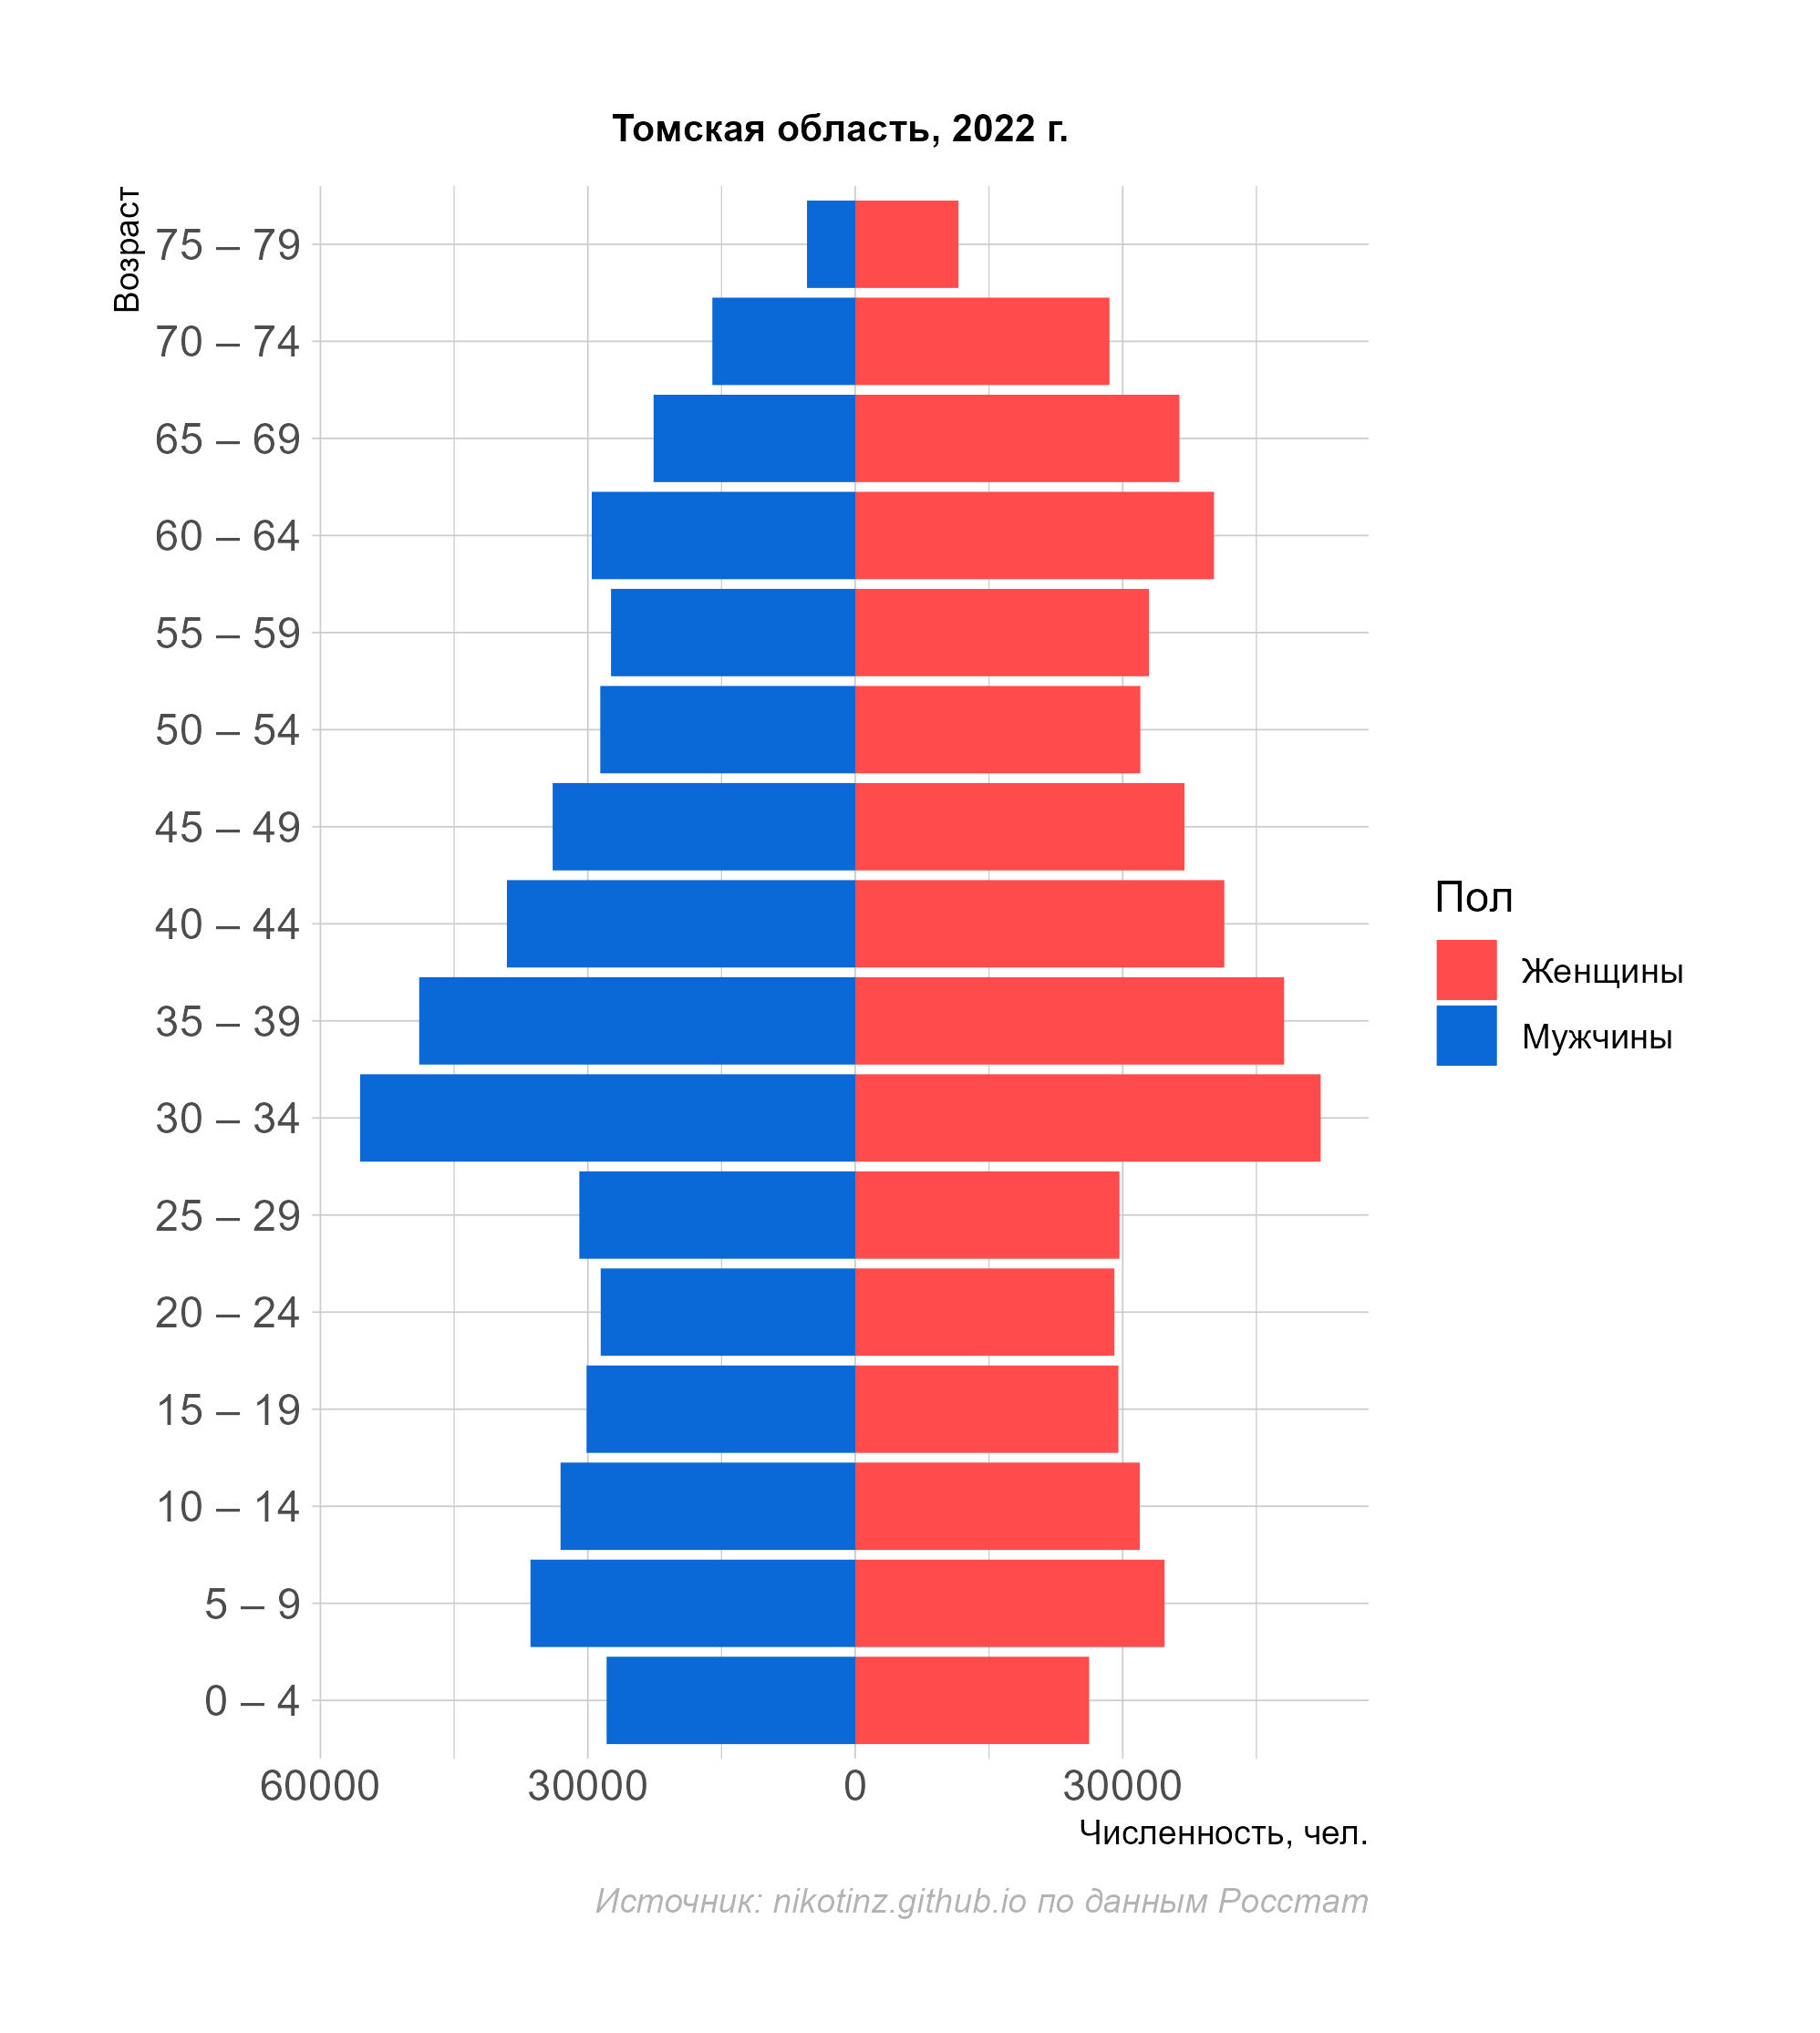 Томская область, 2022 г.
Возраст
75 – 79
70 – 74
65 – 69
60 – 64
55 – 59
50 – 54
45 – 49
40 – 44
35 – 39
30 – 34
25 – 29
20 – 24
15 – 19
10 – 14
5 – 9
0 – 4
60000 30000 0 30000
Численность, чел.
Пол
Женщины
Мужчины
Источник: nikotinz.github.io по данным Росстат